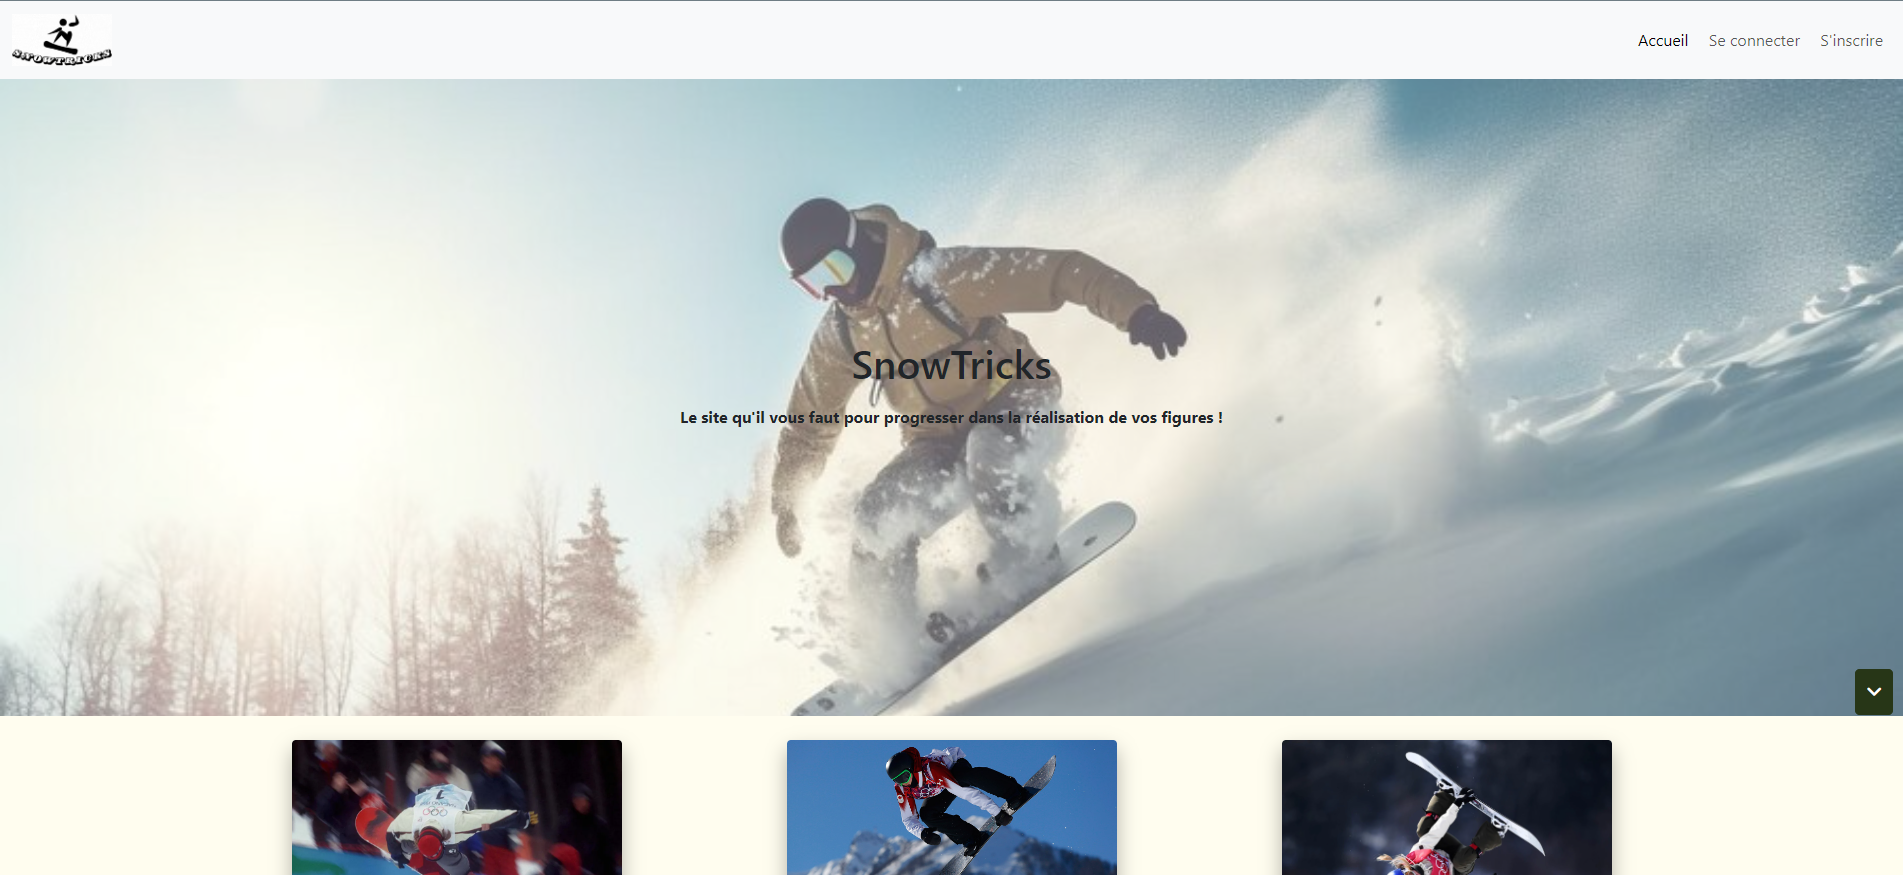 SNOWTRICKS
Accueil Se connecter S'inscrire
SnowTricks
Le site qu'il vous faut pour progresser dans la réalisation de vos figures !